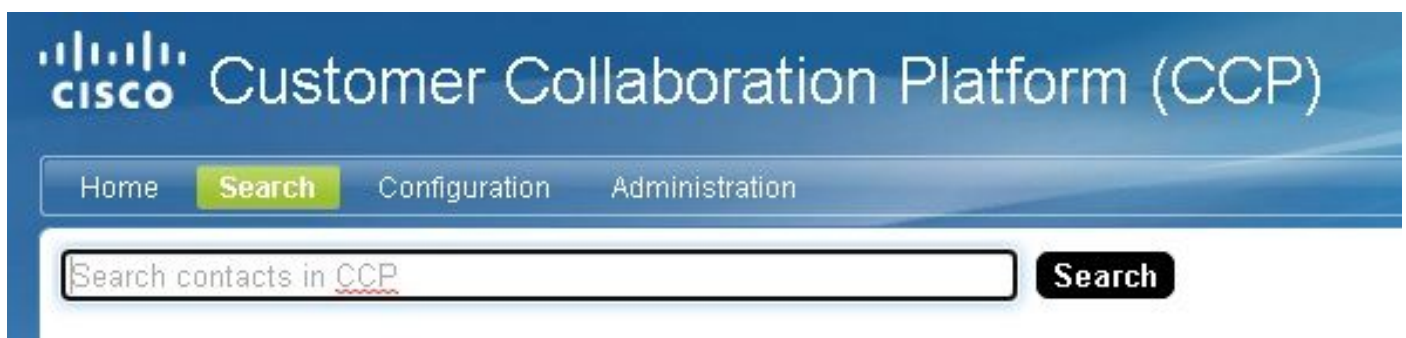 CISCO Customer Collaboration Platform (CCP)
Home Search Configuration Administration
Search contacts in CCP Search